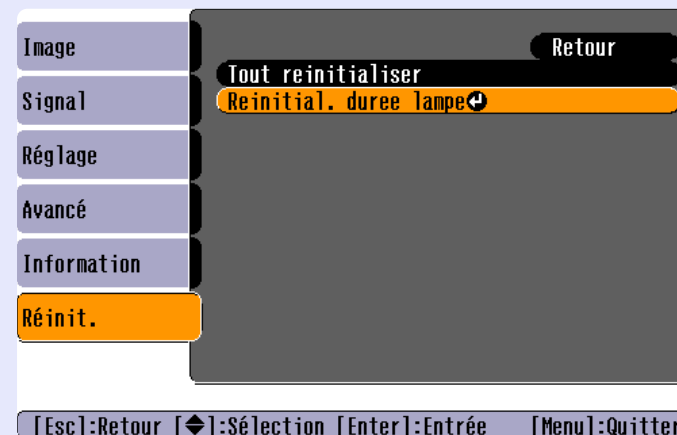 Image
Signal
Réglage
Avancé
Information
Réinit.
Retour
Tout reinitialiser
Reinitial. duree lampe
[Esc]:Retour [ ]:Sélection [Enter]:Entrée [Menu]:Quitter